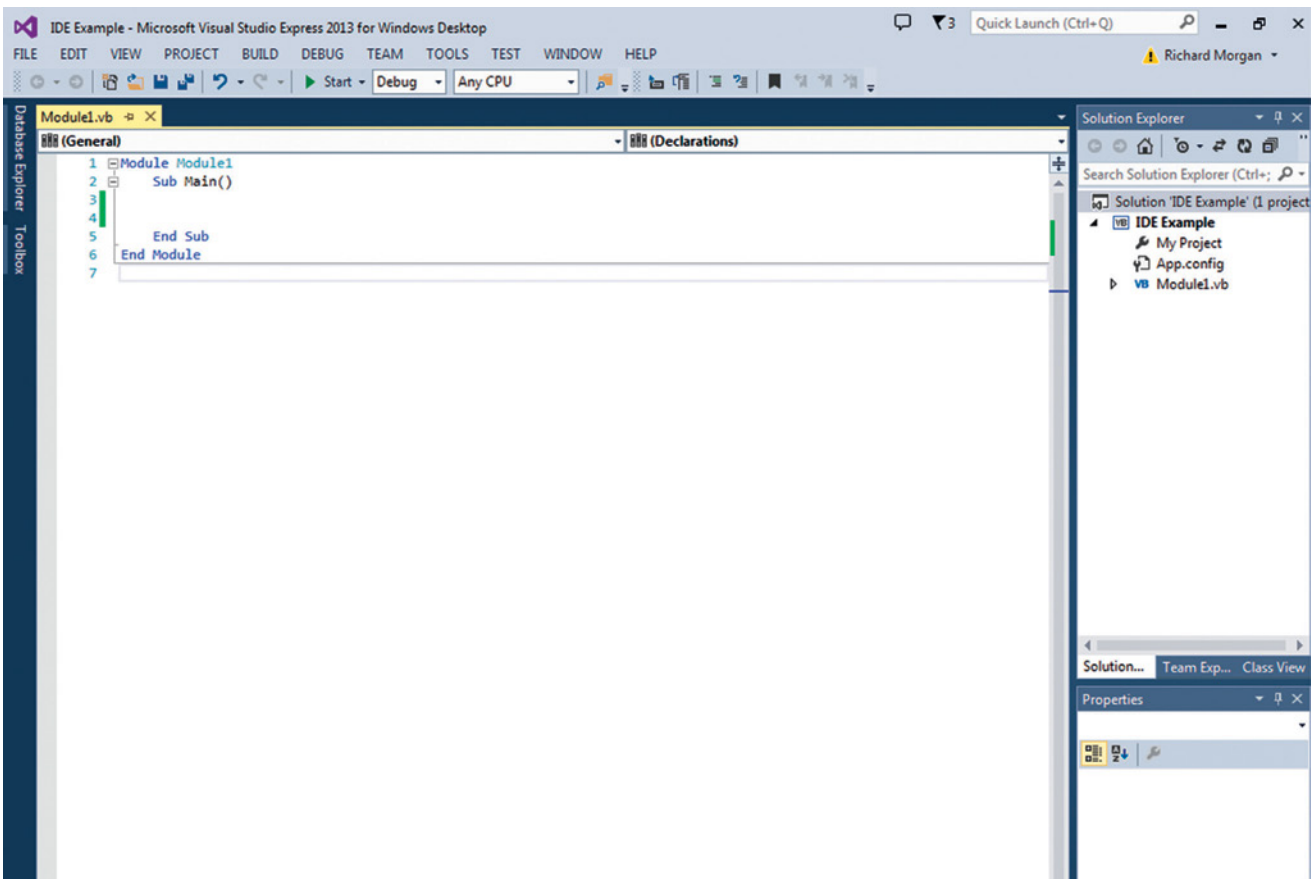 IDE Example - Microsoft Visual Studio Express 2013 for Windows Desktop
3
Quick Launch (Ctrl+Q)
FILE EDIT VIEW PROJECT BUILD DEBUG TEAM TOOLS TEST WINDOW HELP
Richard Morgan
Start Debug Any CPU
Database Explorer
Toolbox
Module1.vb
(General)
(Declarations)
1 Module Module1
2 Sub Main()
3
4
5 End Sub
6 End Module
7
Solution Explorer
Search Solution Explorer (Ctrl+;
Solution 'IDE Example' (1 project
VB IDE Example
My Project
App.config
VB Module1.vb
Solution... Team Exp... Class View
Properties